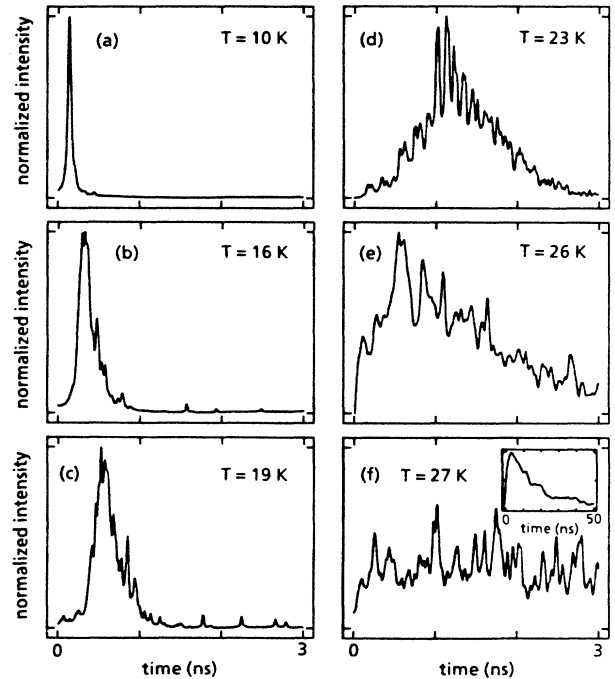 normalized intensity
(a)
T = 10 K
(d)
T = 23 K
normalized intensity
(b)
T = 16 K
(e)
T = 26 K
normalized intensity
(c)
T = 19 K
(f)
T = 27 K
0
50
time (ns)
0
3
time (ns)
0
3
time (ns)